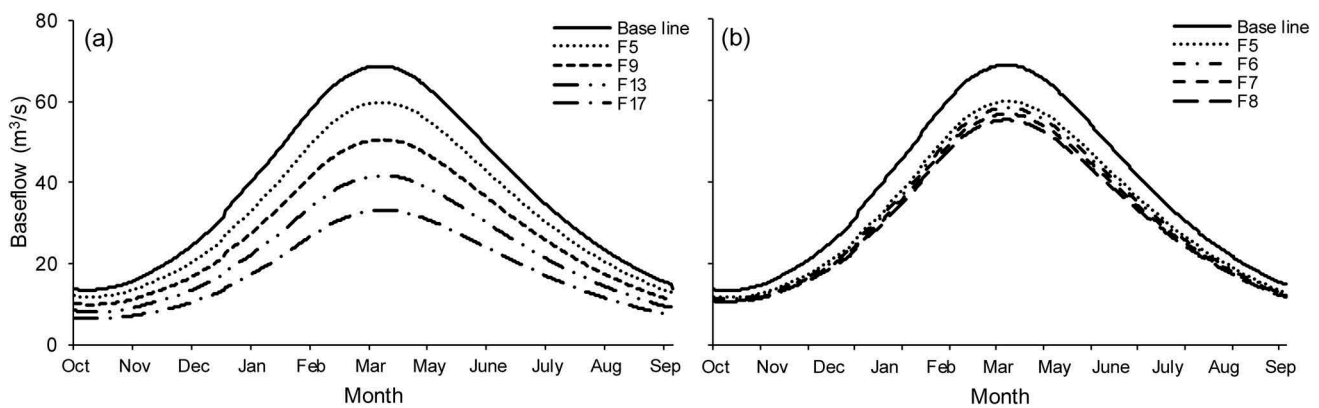 (a)
Base line
F5
F9
F13
F17
Baseflow (m³/s)
80
60
40
20
0
Oct Nov Dec Jan Feb Mar May June July Aug Sep
Month
(b)
Base line
F5
F6
F7
F8
Oct Nov Dec Jan Feb Mar May June July Aug Sep
Month